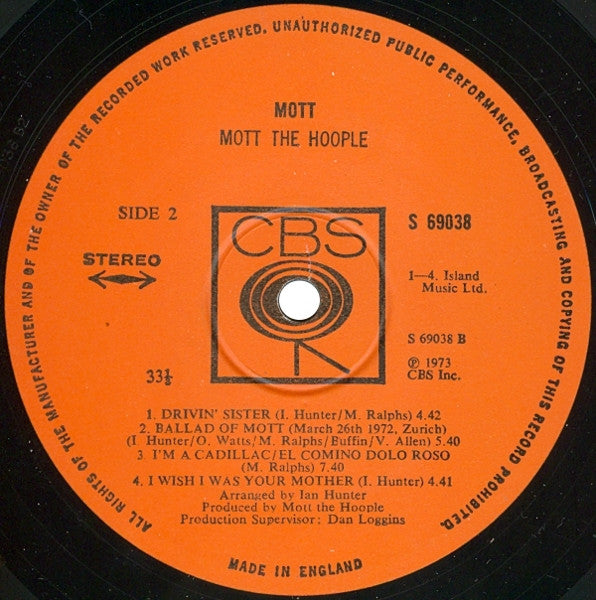 ALL RIGHTS OF THE MANUFACTURER AND OF THE OWNER OF THE RECORDED WORK RESERVED. UNAUTHORIZED PUBLIC PERFORMANCE, BROADCASTING AND COPYING OF THIS RECORD PROHIBITED.
MOTT
MOTT THE HOOPLE
SIDE 2
CBS
S 69038
STEREO
1—4. Island
Music Ltd.
S 69038 B
33⅓
Ⓟ 1973
CBS Inc.
1. DRIVIN' SISTER (I. Hunter/M. Ralphs) 4.42
2. BALLAD OF MOTT (March 26th 1972, Zurich)
(I. Hunter/O. Watts/M. Ralphs/Buffin/V. Allen) 5.40
3. I'M A CADILLAC/EL COMINO DOLO ROSO
(M. Ralphs) 7.40
4. I WISH I WAS YOUR MOTHER (I. Hunter) 4.41
Arranged by Ian Hunter
Produced by Mott the Hoople
Production Supervisor: Dan Loggins
MADE IN ENGLAND